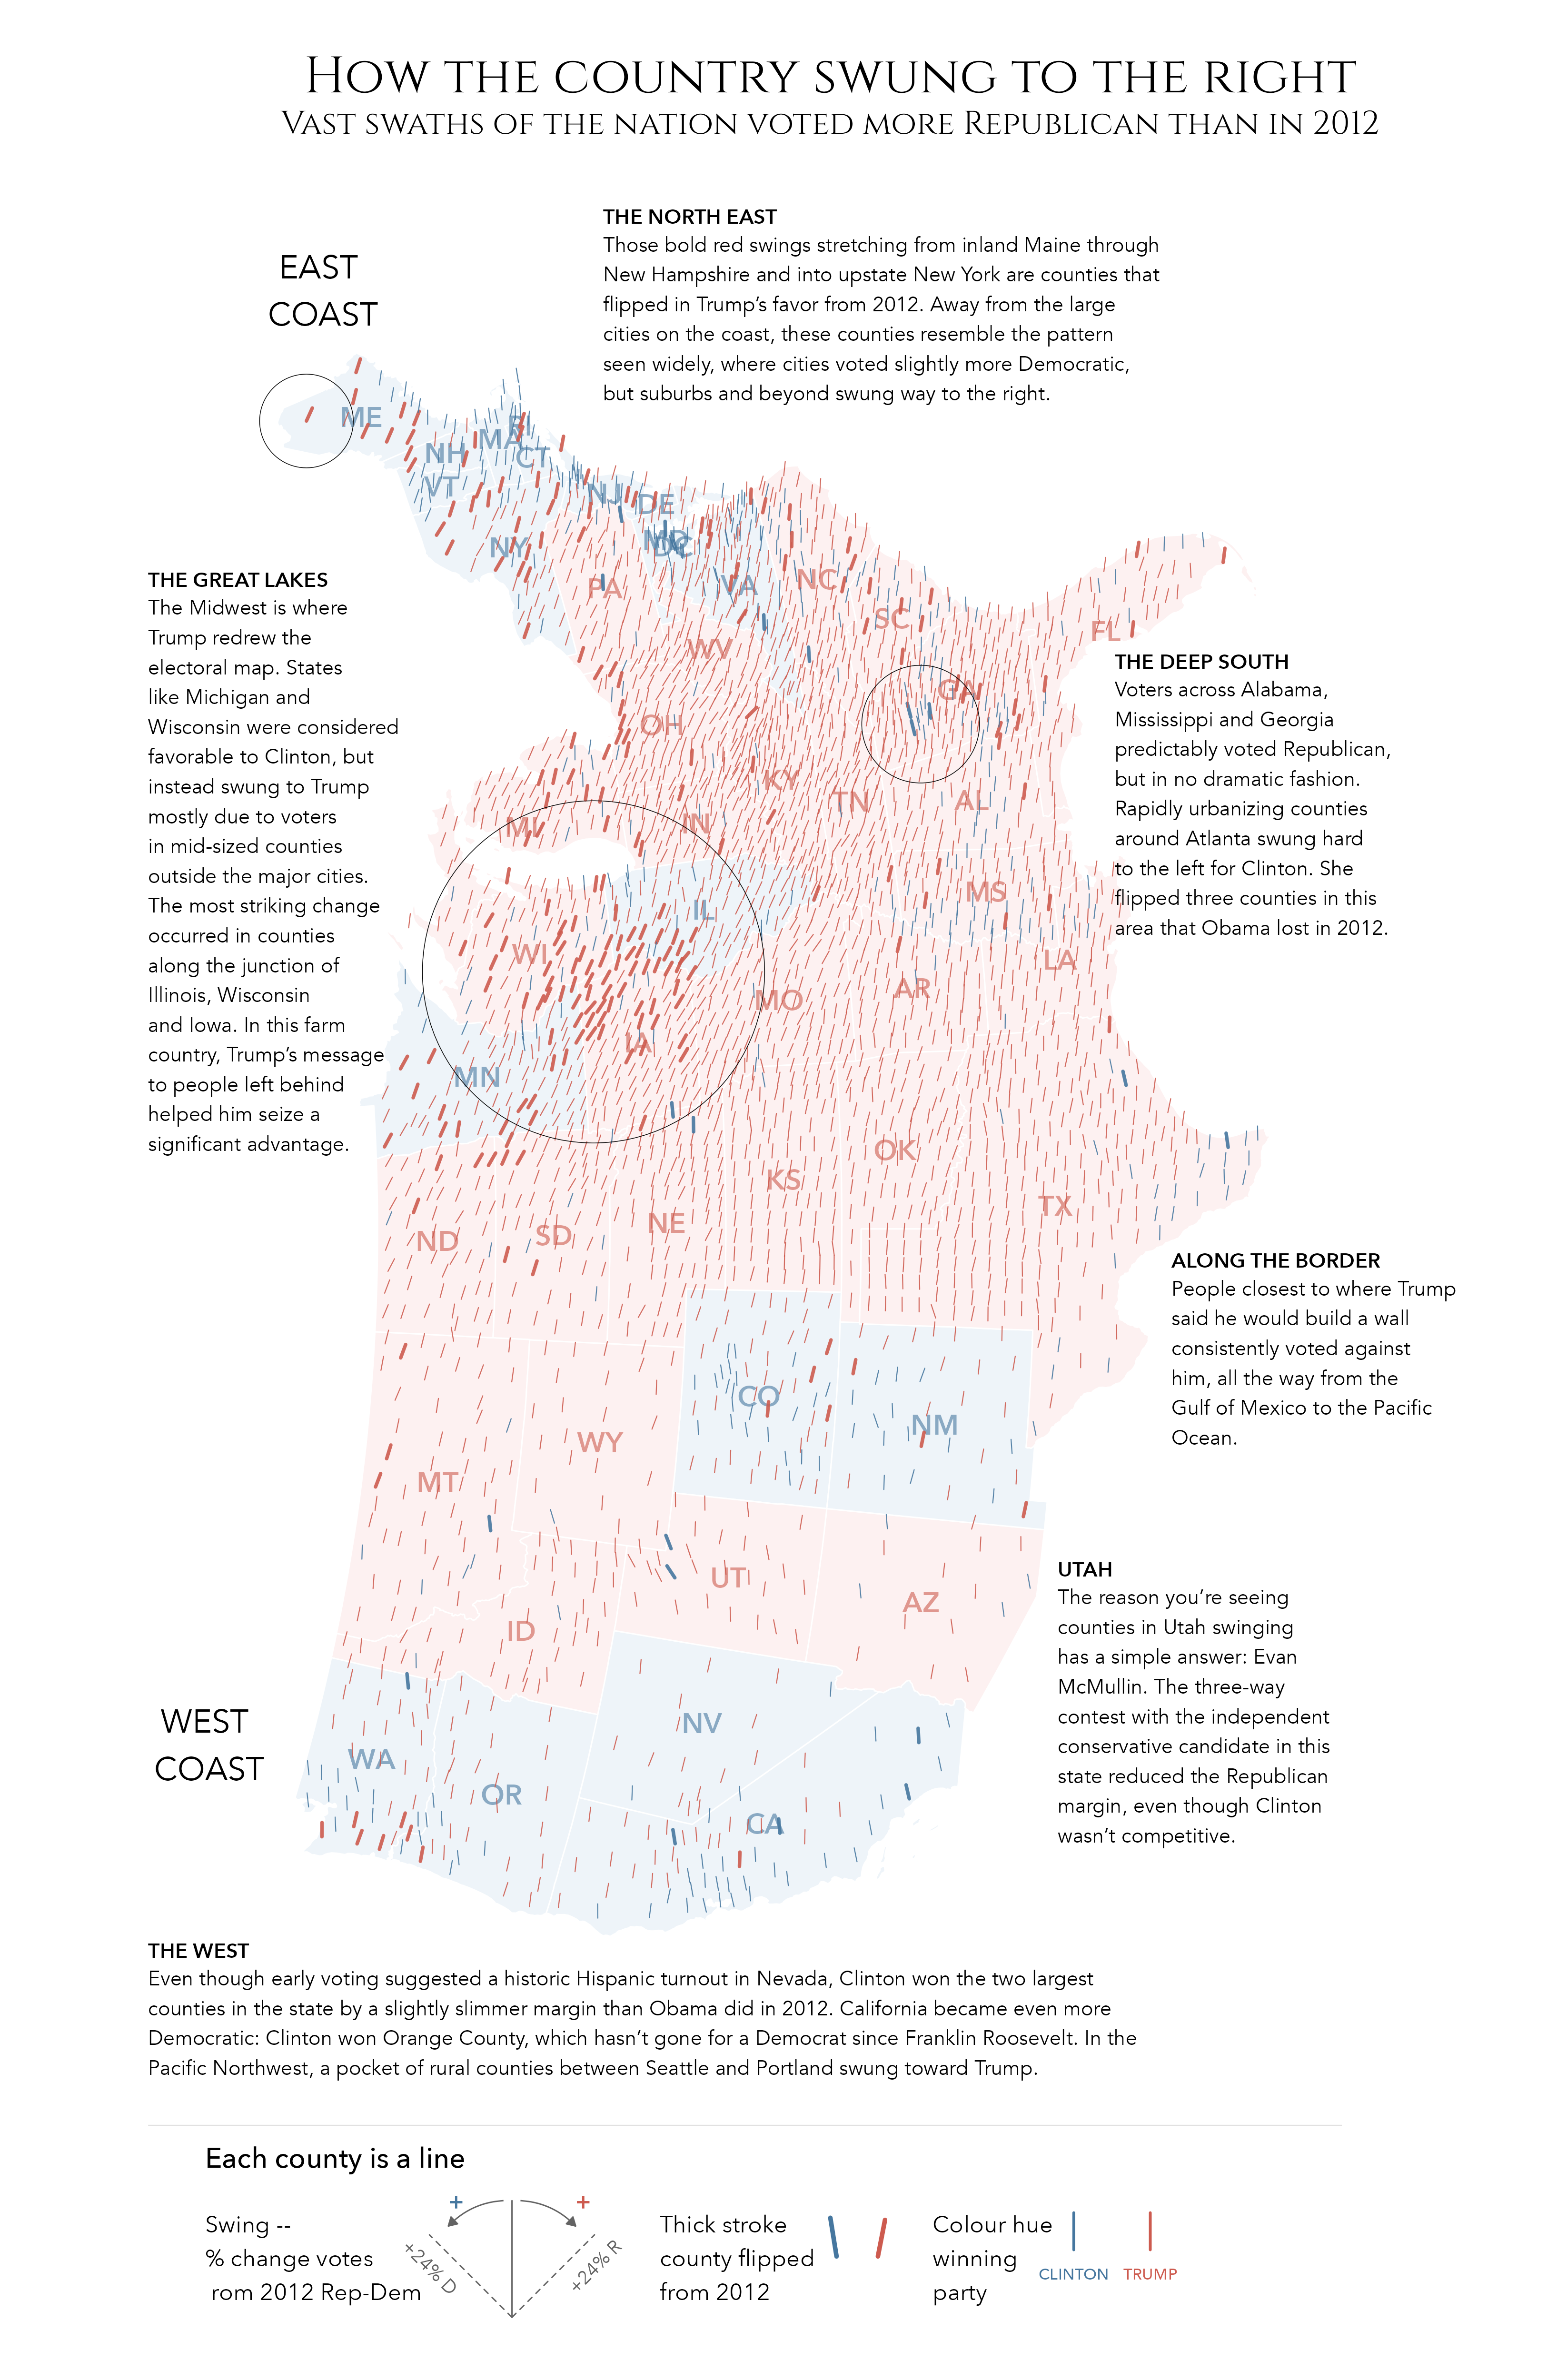 HOW THE COUNTRY SWUNG TO THE RIGHT
VAST SWATHS OF THE NATION VOTED MORE REPUBLICAN THAN IN 2012
THE NORTH EAST
Those bold red swings stretching from inland Maine through
New Hampshire and into upstate New York are counties that
flipped in Trump's favor from 2012. Away from the large
cities on the coast, these counties resemble the pattern
seen widely, where cities voted slightly more Democratic,
but suburbs and beyond swung way to the right.
EAST
COAST
ME
RI
MA
NH
CT
VT
NJ
DE
NY
MD
DC
PA
VA
NC
SC
WV
FL
GA
OH
KY
TN
AL
MI
IN
MS
IL
WI
LA
AR
MO
IA
MN
OK
KS
TX
NE
SD
ND
CO
NM
WY
MT
UT
AZ
ID
NV
WA
OR
CA
THE GREAT LAKES
The Midwest is where
Trump redrew the
electoral map. States
like Michigan and
Wisconsin were considered
favorable to Clinton, but
instead swung to Trump
mostly due to voters
in mid-sized counties
outside the major cities.
The most striking change
occurred in counties
along the junction of
Illinois, Wisconsin
and Iowa. In this farm
country, Trump's message
to people left behind
helped him seize a
significant advantage.
THE DEEP SOUTH
Voters across Alabama,
Mississippi and Georgia
predictably voted Republican,
but in no dramatic fashion.
Rapidly urbanizing counties
around Atlanta swung hard
to the left for Clinton. She
flipped three counties in this
area that Obama lost in 2012.
ALONG THE BORDER
People closest to where Trump
said he would build a wall
consistently voted against
him, all the way from the
Gulf of Mexico to the Pacific
Ocean.
UTAH
The reason you're seeing
counties in Utah swinging
has a simple answer: Evan
McMullin. The three-way
contest with the independent
conservative candidate in this
state reduced the Republican
margin, even though Clinton
wasn't competitive.
WEST
COAST
THE WEST
Even though early voting suggested a historic Hispanic turnout in Nevada, Clinton won the two largest
counties in the state by a slightly slimmer margin than Obama did in 2012. California became even more
Democratic: Clinton won Orange County, which hasn't gone for a Democrat since Franklin Roosevelt. In the
Pacific Northwest, a pocket of rural counties between Seattle and Portland swung toward Trump.
Each county is a line
Swing --
% change votes
rom 2012 Rep-Dem
+
+
+24% D
+24% R
Thick stroke
county flipped
from 2012
Colour hue
winning
party
CLINTON
TRUMP